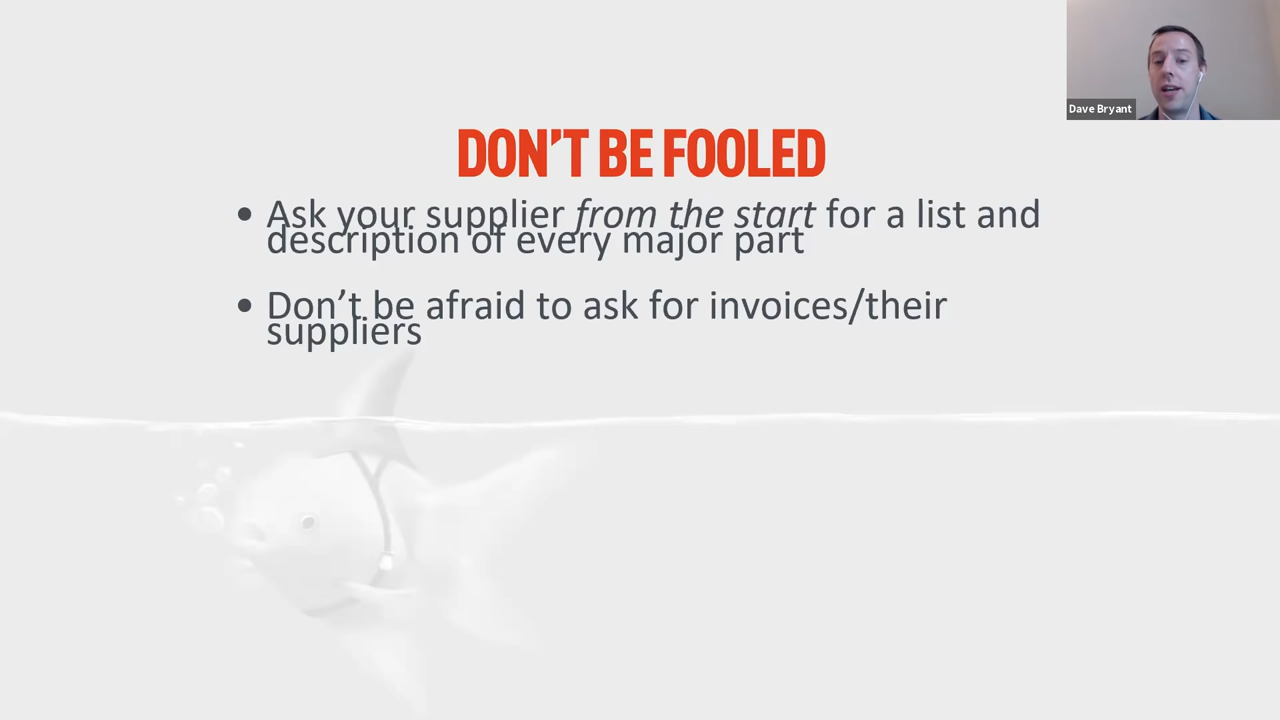 Dave Bryant
DON'T BE FOOLED
• Ask your supplier from the start for a list and
description of every major part
• Don't be afraid to ask for invoices/their
suppliers